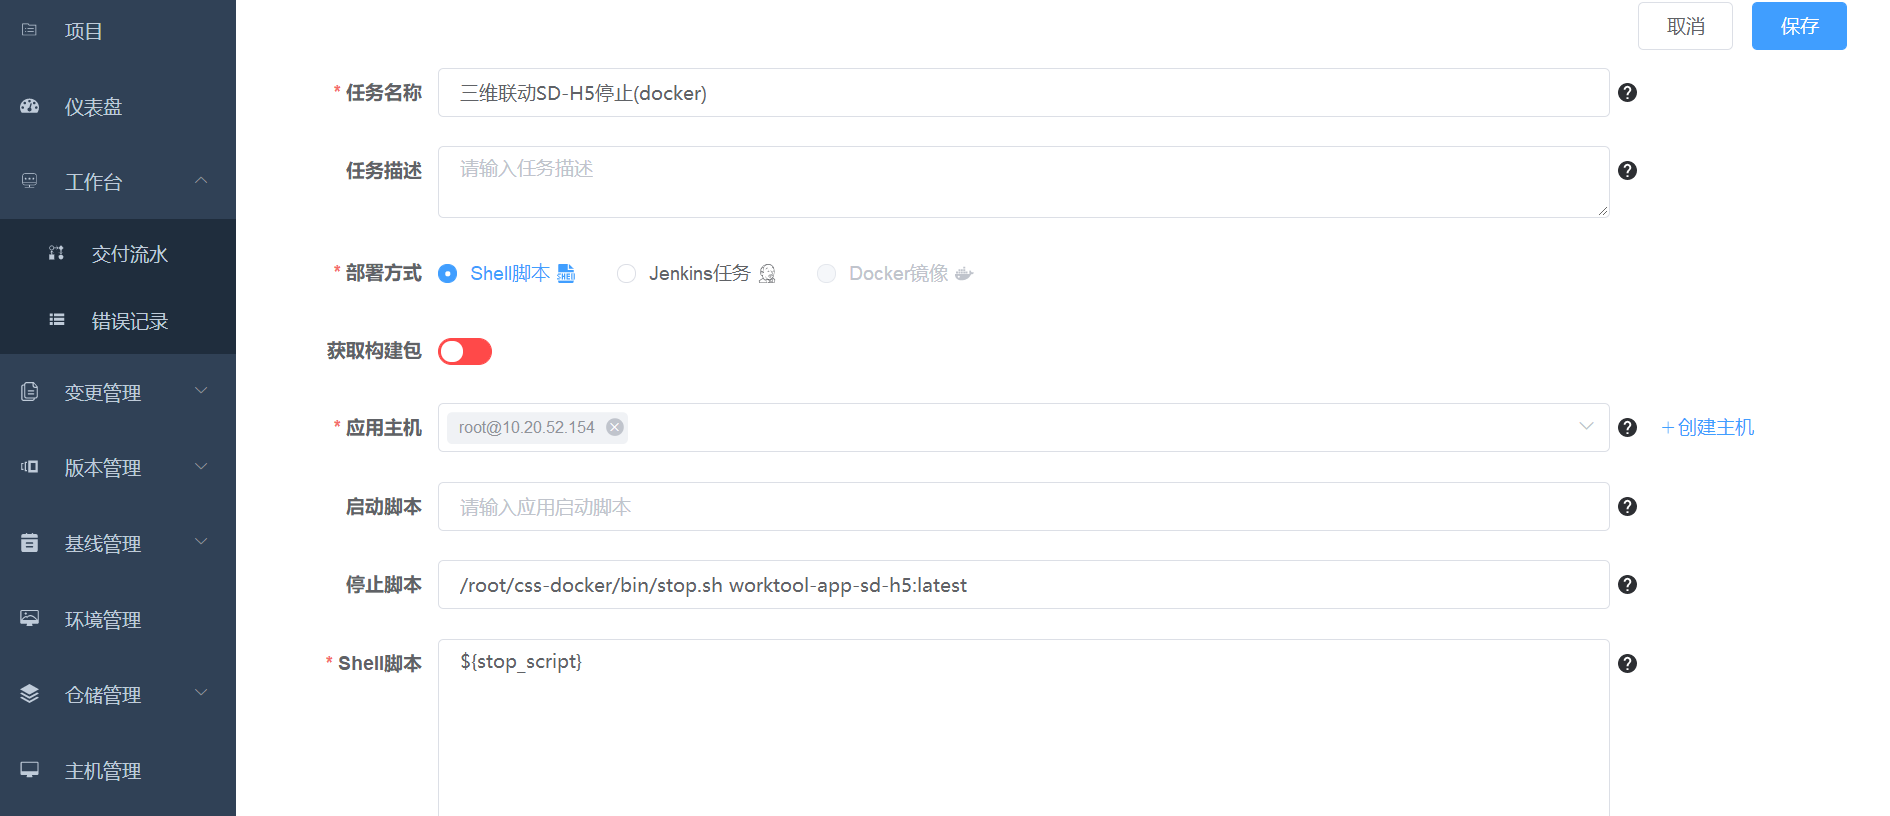 项目
仪表盘
工作台
交付流水
错误记录
变更管理
版本管理
基线管理
环境管理
仓储管理
主机管理
取消 保存
* 任务名称 三维联动SD-H5停止(docker)
任务描述 请输入任务描述
* 部署方式 Shell脚本 SHELL Jenkins任务 Docker镜像
获取构建包
* 应用主机 root@10.20.52.154 +创建主机
启动脚本 请输入应用启动脚本
停止脚本 /root/css-docker/bin/stop.sh worktool-app-sd-h5:latest
* Shell脚本 ${stop_script}